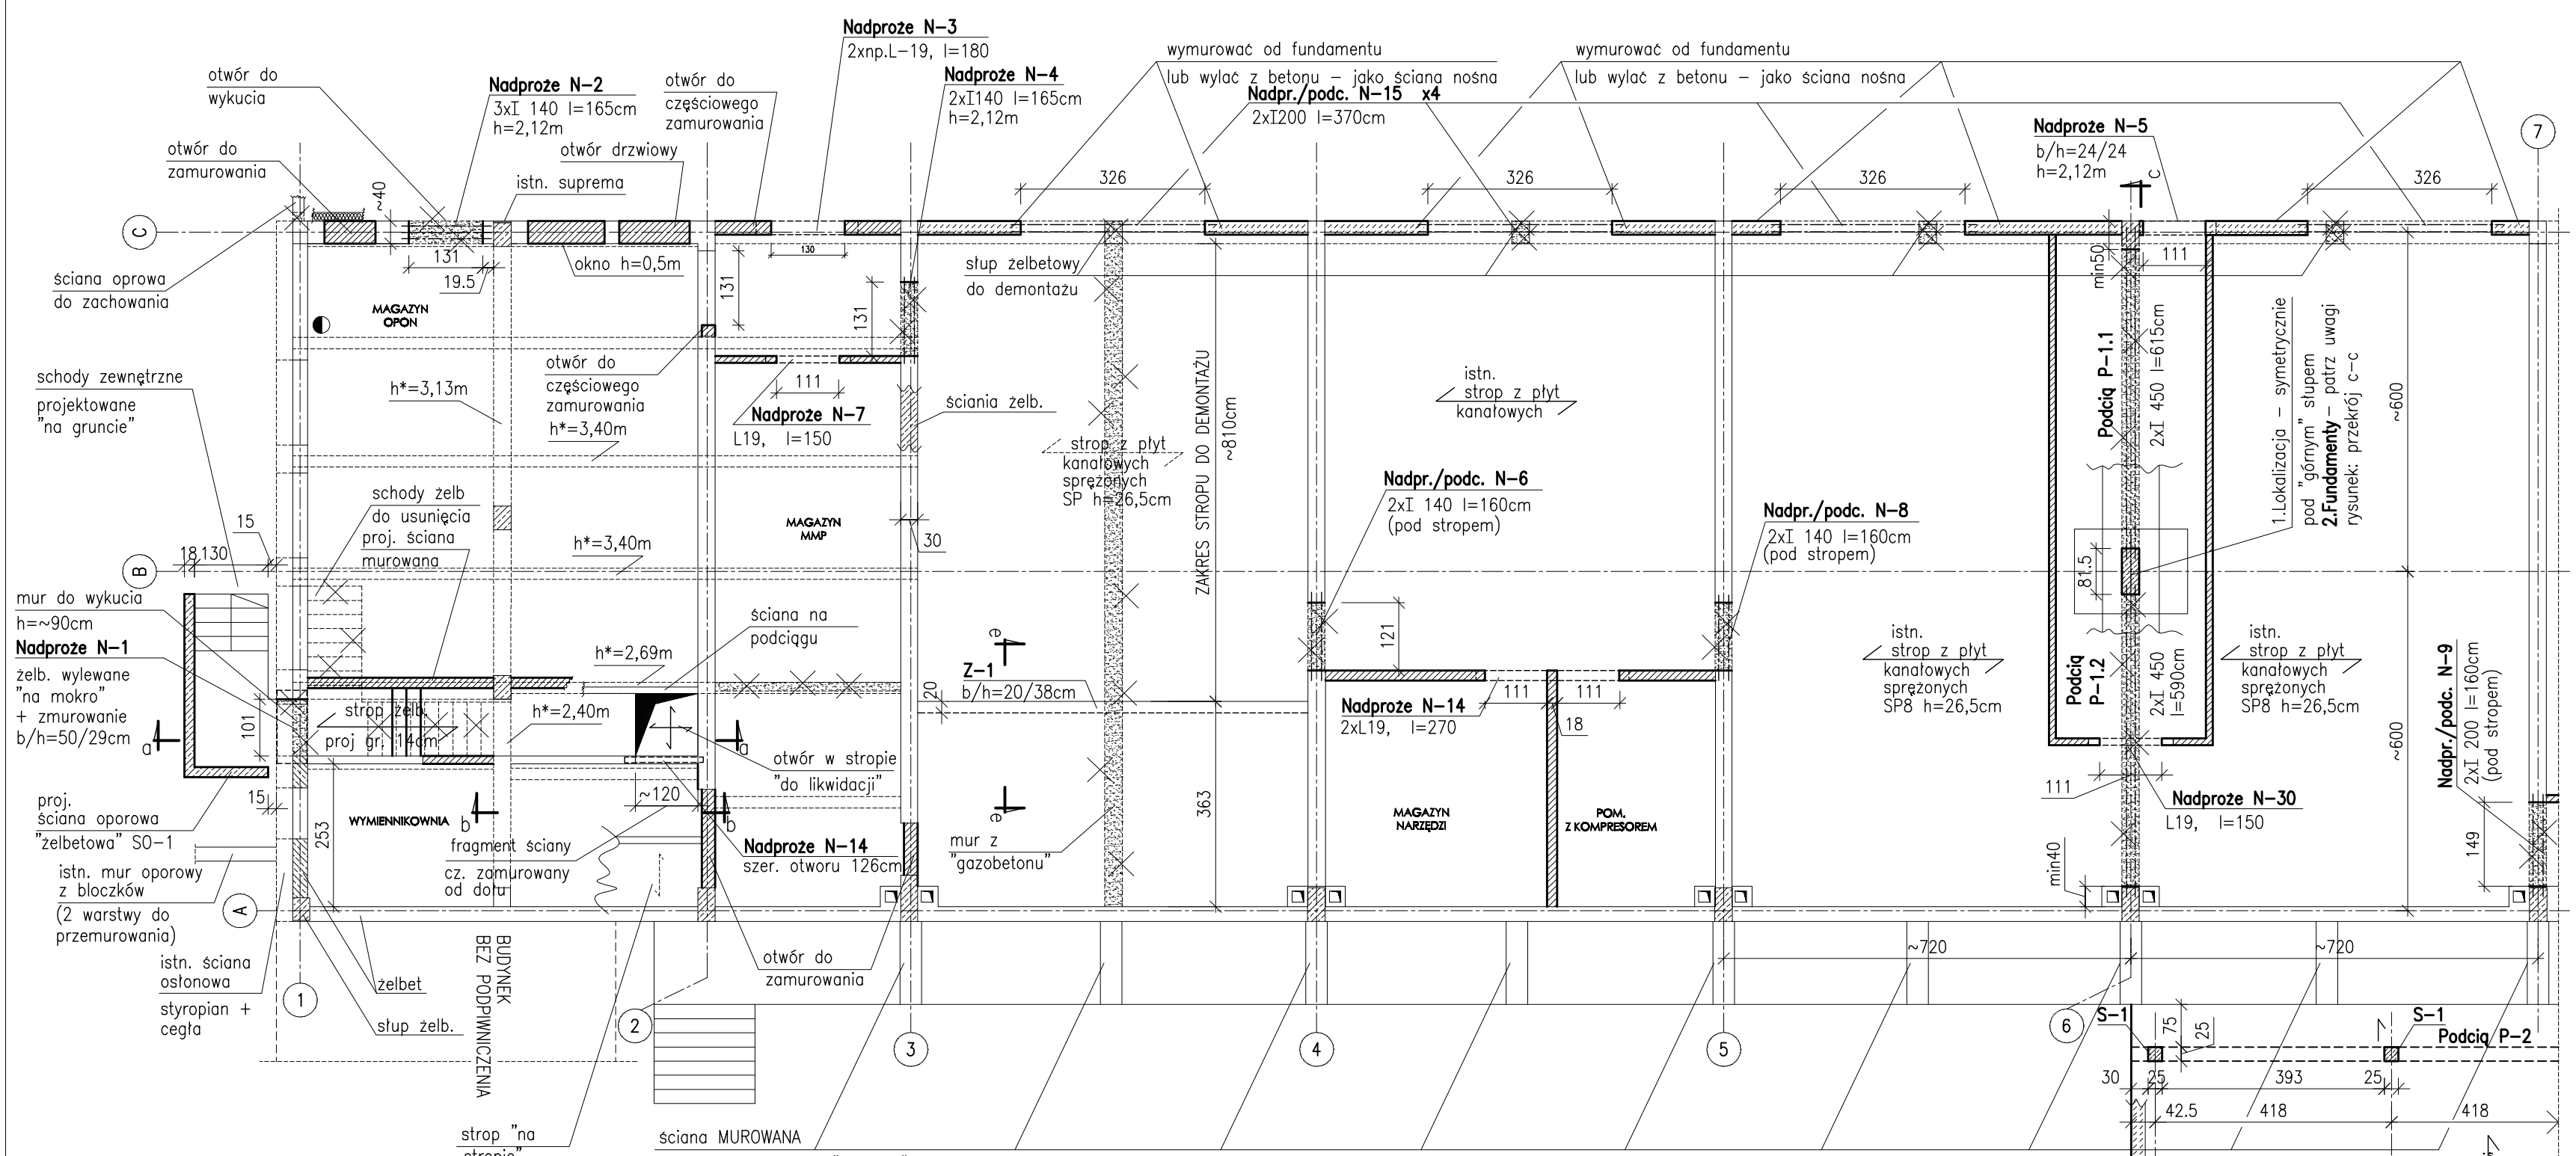 Nadproże N-3
2xnp.L-19, l=180
wymurować od fundamentu
lub wylać z betonu – jako ściana nośna
wymurować od fundamentu
lub wylać z betonu – jako ściana nośna
otwór do
wykucia
Nadproże N-2
3xI 140 l=165cm
h=2,12m
otwór do
częściowego
zamurowania
Nadproże N-4
2xI140 l=165cm
h=2,12m
Nadpr./podc. N-15 x4
2xI200 l=370cm
Nadproże N-5
b/h=24/24
h=2,12m
7
otwór do
zamurowania
otwór drzwiowy
istn. suprema
~40
326
326
326
326
c
C
131
19.5
okno h=0,5m
130
131
131
słup żelbetowy
do demontażu
min50
111
ściana oprowa
do zachowania
MAGAZYN
OPON
schody zewnętrzne
projektowane
"na gruncie"
h*=3,13m
otwór do
częściowego
zamurowania
h*=3,40m
111
Nadproże N-7
L19, l=150
ściania żelb.
strop z płyt
kanałowych
sprężonych
SP h=26,5cm
ZAKRES STROPU DO DEMONTAŻU
~810cm
istn.
strop z płyt
kanałowych
Podciąg P-1.1
2xI 450 l=615cm
1.Lokalizacja – symetrycznie
pod "górnym" słupem
2.Fundamenty – patrz uwagi
rysunek: przekrój c-c
~600
Nadpr./podc. N-6
2xI 140 l=160cm
(pod stropem)
Nadpr./podc. N-8
2xI 140 l=160cm
(pod stropem)
schody żelb
do usunięcia
proj. ściana
murowana
MAGAZYN
MMP
30
15
18
130
h*=3,40m
B
81.5
mur do wykucia
h=~90cm
Nadproże N-1
żelb. wylewane
"na mokro"
+ zmurowanie
b/h=50/29cm
ściana na
podciągu
h*=2,69m
e
Z-1
b/h=20/38cm
20
121
istn.
strop z płyt
kanałowych
sprężonych
SP8 h=26,5cm
Podciąg
P-1.2
2xI 450
l=590cm
istn.
strop z płyt
kanałowych
sprężonych
SP8 h=26,5cm
~600
Nadpr./podc. N-9
2xI 200 l=160cm
(pod stropem)
101
strop żelb.
proj gr. 14cm
h*=2,40m
a
a
otwór w stropie
"do likwidacji"
Nadproże N-14
2xL19, l=270
111
111
18
15
253
proj.
ściana oporowa
"żelbetowa" SO-1
WYMIENNIKOWNIA
b
~120
b
e
363
MAGAZYN
NARZĘDZI
POM.
Z KOMPRESOREM
111
Nadproże N-30
L19, l=150
149
min40
istn. mur oporowy
z bloczków
(2 warstwy do
przemurowania)
fragment ściany
cz. zamurowany
od dołu
Nadproże N-14
szer. otworu 126cm
mur z
"gazobetonu"
A
istn. ściana
osłonowa
styropian +
cegła
żelbet
słup żelb.
BUDYNEK
BEZ PODPIWNICZENIA
otwór do
zamurowania
~720
~720
1
2
3
4
5
6
S-1
75
25
S-1
Podciąg P-2
30
25
393
25
42.5
418
418
strop "na
stropie"
ściana MUROWANA